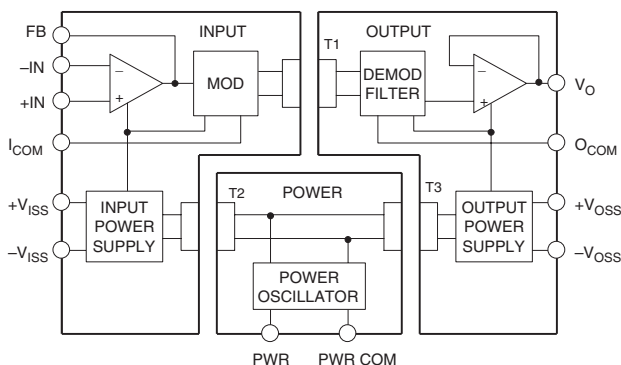 FB
INPUT
T1
OUTPUT
–IN
–
MOD
DEMOD
FILTER
–
VO
+IN
+
+
ICOM
OCOM
+VISS
INPUT
POWER
SUPPLY
T2
POWER
T3
OUTPUT
POWER
SUPPLY
+VOSS
–VISS
–VOSS
POWER
OSCILLATOR
PWR
PWR COM